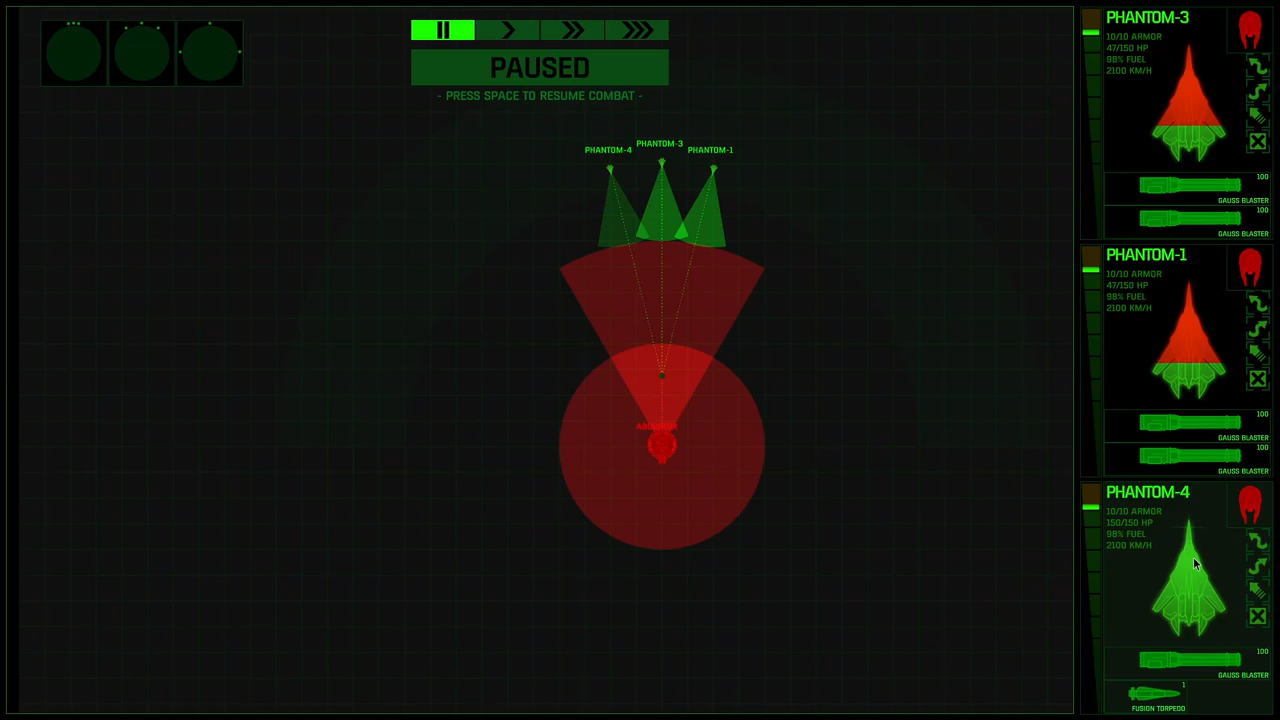 PAUSED
- PRESS SPACE TO RESUME COMBAT -
PHANTOM-4
PHANTOM-3
PHANTOM-1
PHANTOM-3
10/10 ARMOR
47/150 HP
98% FUEL
2100 KM/H
100
GAUSS BLASTER
100
GAUSS BLASTER
PHANTOM-1
10/10 ARMOR
47/150 HP
98% FUEL
2100 KM/H
100
GAUSS BLASTER
100
GAUSS BLASTER
PHANTOM-4
10/10 ARMOR
150/150 HP
98% FUEL
2100 KM/H
100
GAUSS BLASTER
1
FUSION TORPEDO